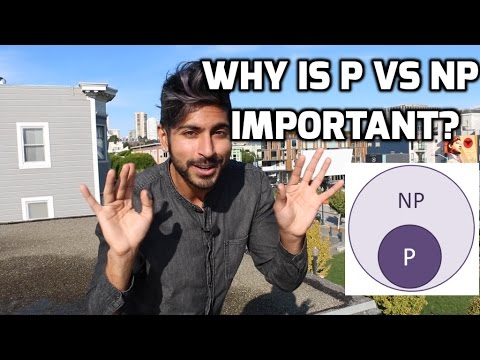 WHY IS P VS NP
IMPORTANT?
NP
P